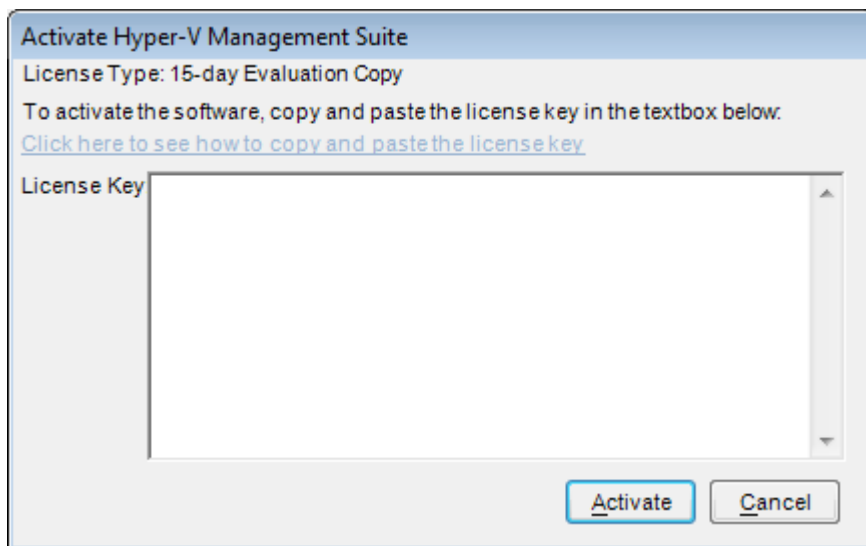 Activate Hyper-V Management Suite
License Type: 15-day Evaluation Copy
To activate the software, copy and paste the license key in the textbox below:
Click here to see how to copy and paste the license key
License Key
Activate Cancel